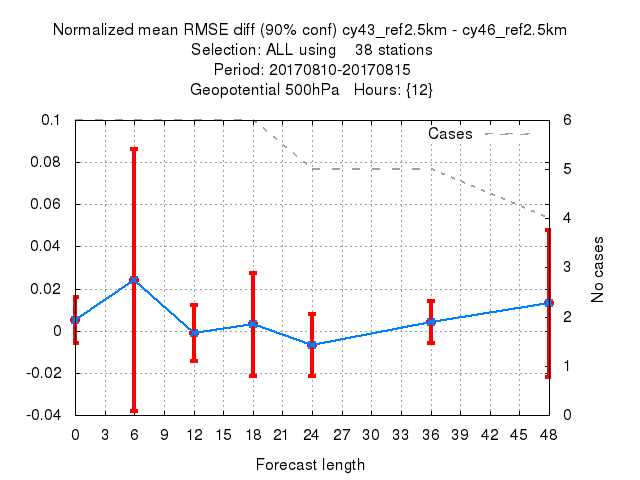 Normalized mean RMSE diff (90% conf) cy43_ref2.5km - cy46_ref2.5km
Selection: ALL using    38 stations
Period: 20170810-20170815
Geopotential 500hPa   Hours: {12}
0.1
0.08
0.06
0.04
0.02
0
-0.02
-0.04
Cases
6
5
4
3
2
1
0
No cases
0 3 6 9 12 15 18 21 24 27 30 33 36 39 42 45 48
Forecast length